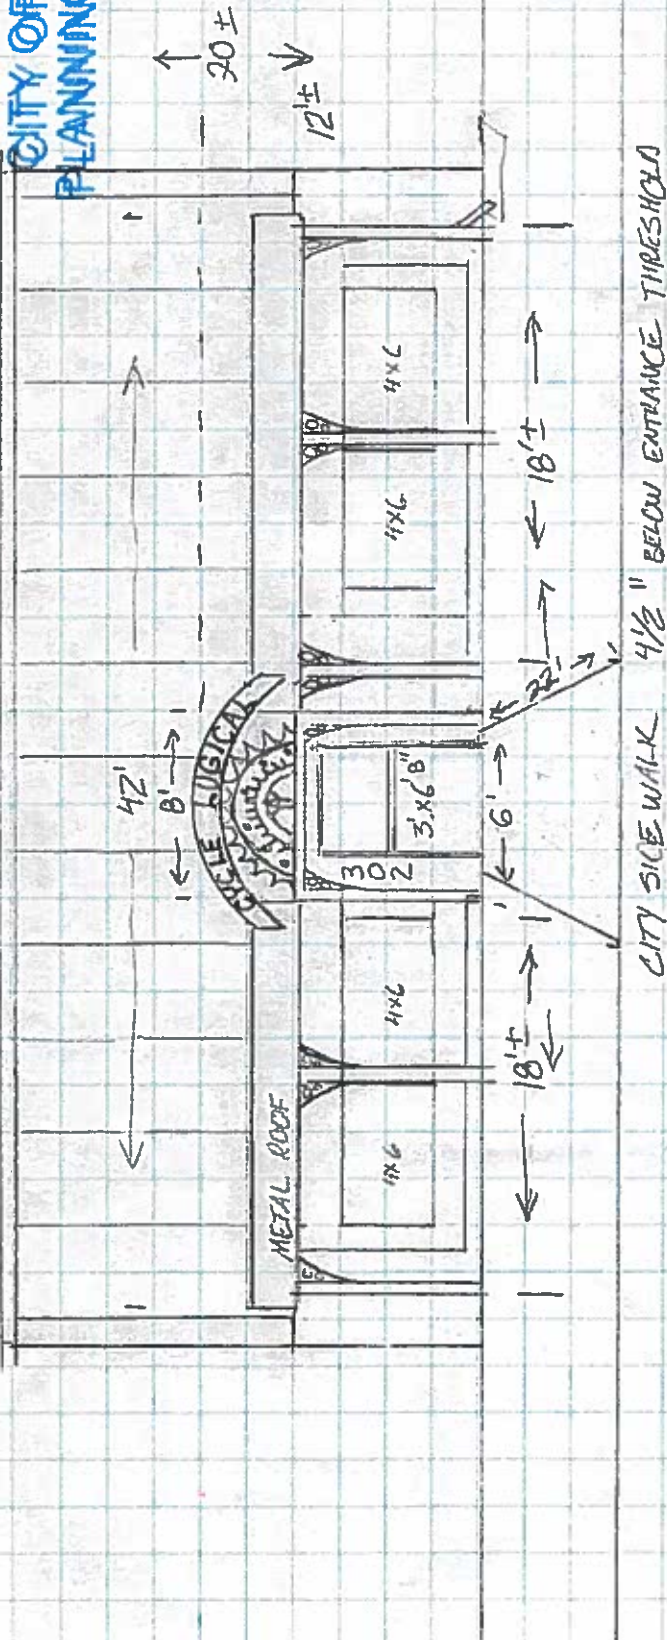 CITY OF
PLANNING
42'
8'
20±
12'±
CYCLE LUGICAL
METAL ROOF
4x6
4x6
302
3'x6'8"
4x6
4x6
18'±
6'
22'
18'±
CITY SIDEWALK 4½" BELOW ENTRANCE THRESHOLD